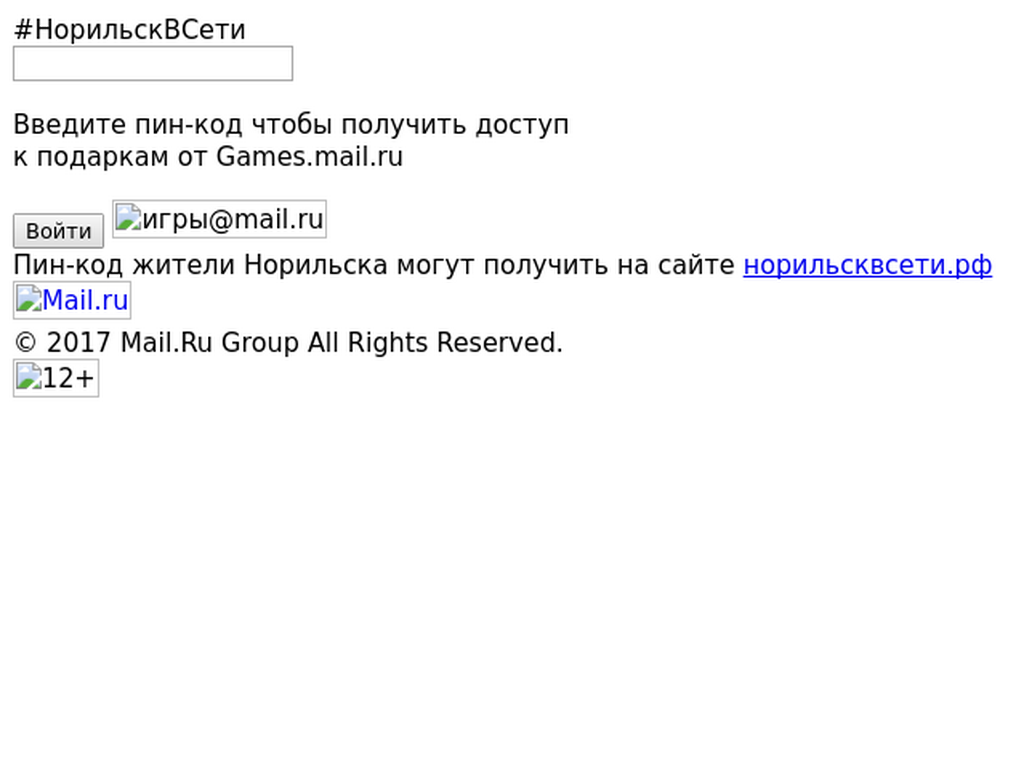 #НорильскВСети
Введите пин-код чтобы получить доступ
к подаркам от Games.mail.ru
Войти игры@mail.ru
Пин-код жители Норильска могут получить на сайте норильсквсети.рф
Mail.ru
© 2017 Mail.Ru Group All Rights Reserved.
12+